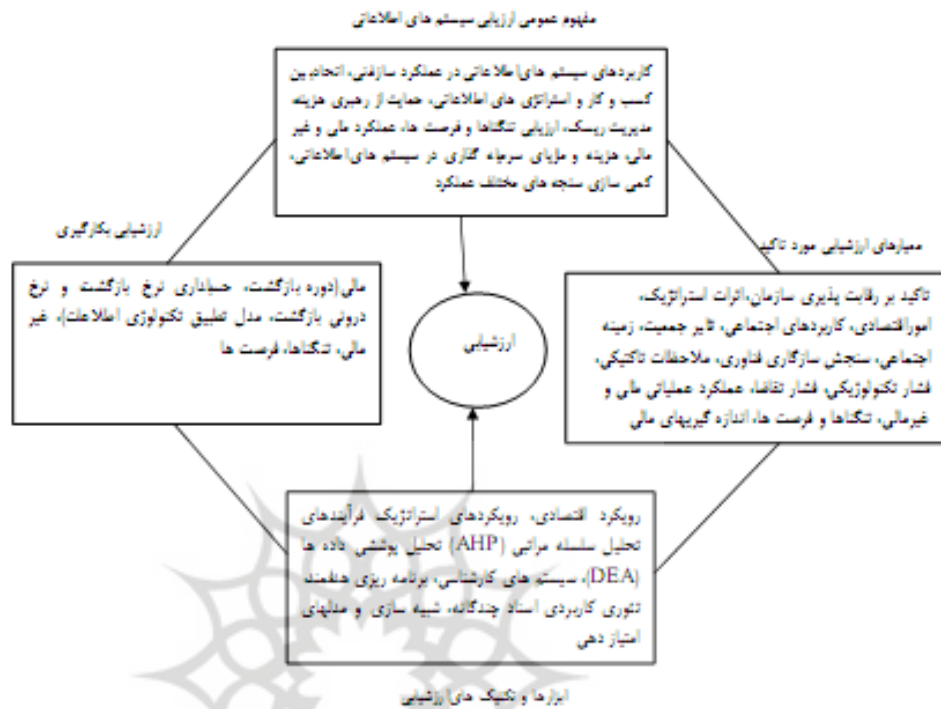 مفهوم عمومی ارزیابی سیستم های اطلاعاتی
کاربردهای سیستم های اطلاعاتی در عملکرد سازمانی، اتحادبین
کسب و کار و استراتژی های اطلاعاتی، حمایت از رهبری هزینه،
مدیریت ریسک، ارزیابی تنگناها و فرصت ها، عملکرد مالی و غیر
مالی، هزینه و مزایای سرمایه گذاری در سیستم های اطلاعاتی،
کمی سازی سنجه های مختلف عملکرد
ارزشیابی بکارگیری
معیارهای ارزشیابی مورد تاکید
مالی(دوره بازگشت، حسابداری نرخ بازگشت و نرخ
درونی بازگشت، مدل تطبیق تکنولوژی اطلاعات)، غیر
مالی، تنگناها، فرصت ها
ارزشیابی
تاکید بر رقابت پذیری سازمان،اثرات استراتژیک،
اموراقتصادی، کاربردهای اجتماعی، تاثیر جمعیت، زمینه
اجتماعی، سنجش سازگاری فناوری، ملاحظات تاکتیکی،
فشار تکنولوژیکی، فشار تقاضا، عملکرد عملیاتی مالی و
غیرمالی، تنگناها و فرصت ها، اندازه گیریهای مالی
رویکرد اقتصادی، رویکردهای استراتژیک فرآیندهای
تحلیل سلسله مراتبی (AHP) تحلیل پوششی داده ها
(DEA)، سیستم های کارشناسی، برنامه ریزی هدفمند
تئوری کاربردی اسناد چندگانه، شبیه سازی و مدلهای
امتیاز دهی
ابزارها و تکنیک های ارزشیابی